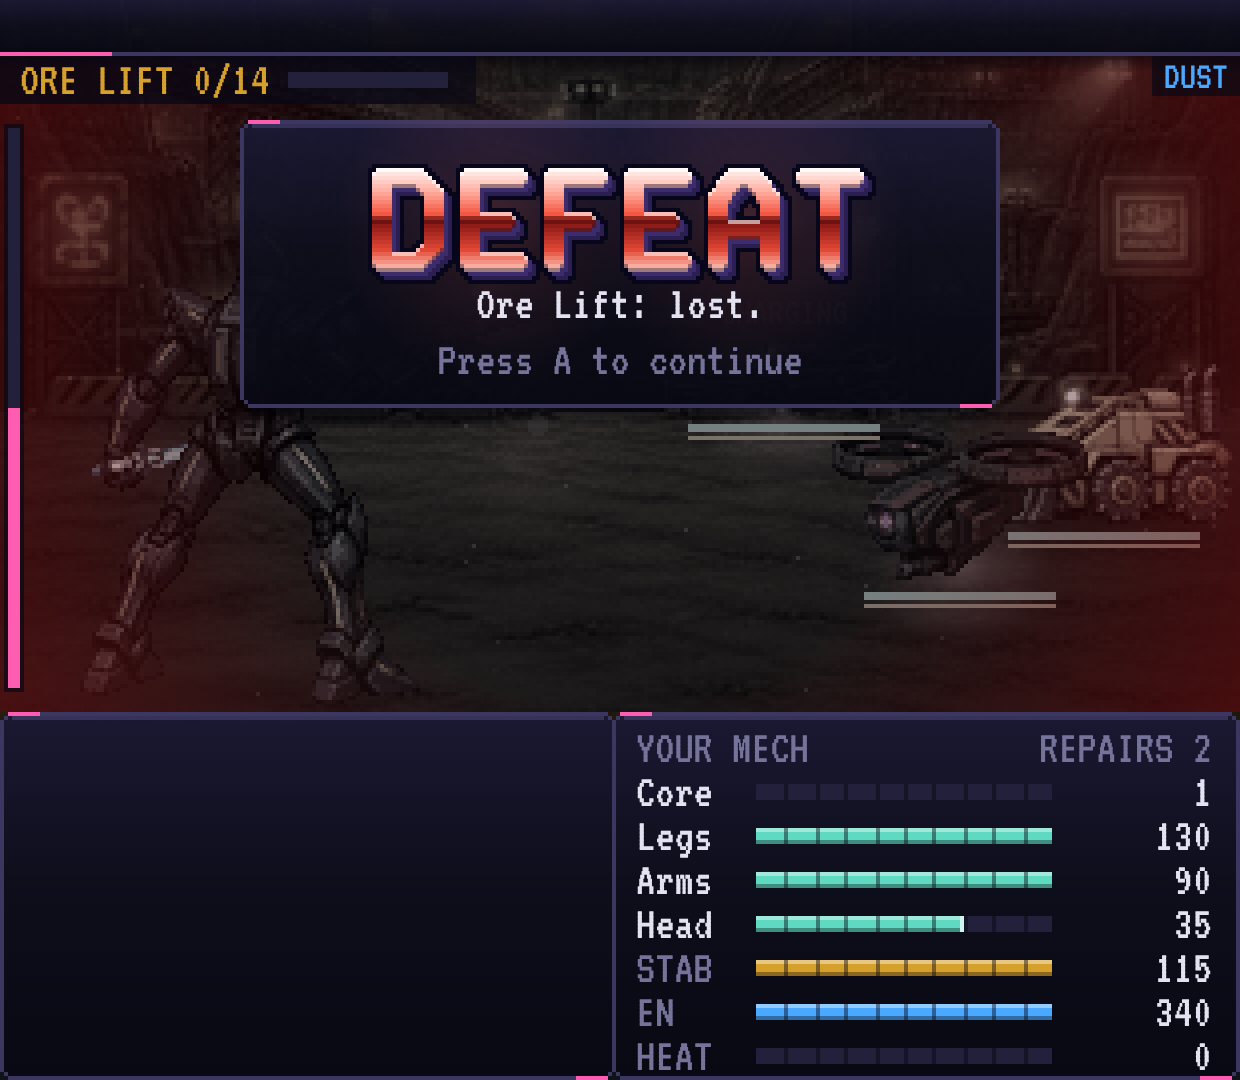 ORE LIFT 0/14
DUST
DEFEAT
Ore Lift: lost.
Press A to continue
YOUR MECH REPAIRS 2
Core 1
Legs 130
Arms 90
Head 35
STAB 115
EN 340
HEAT 0